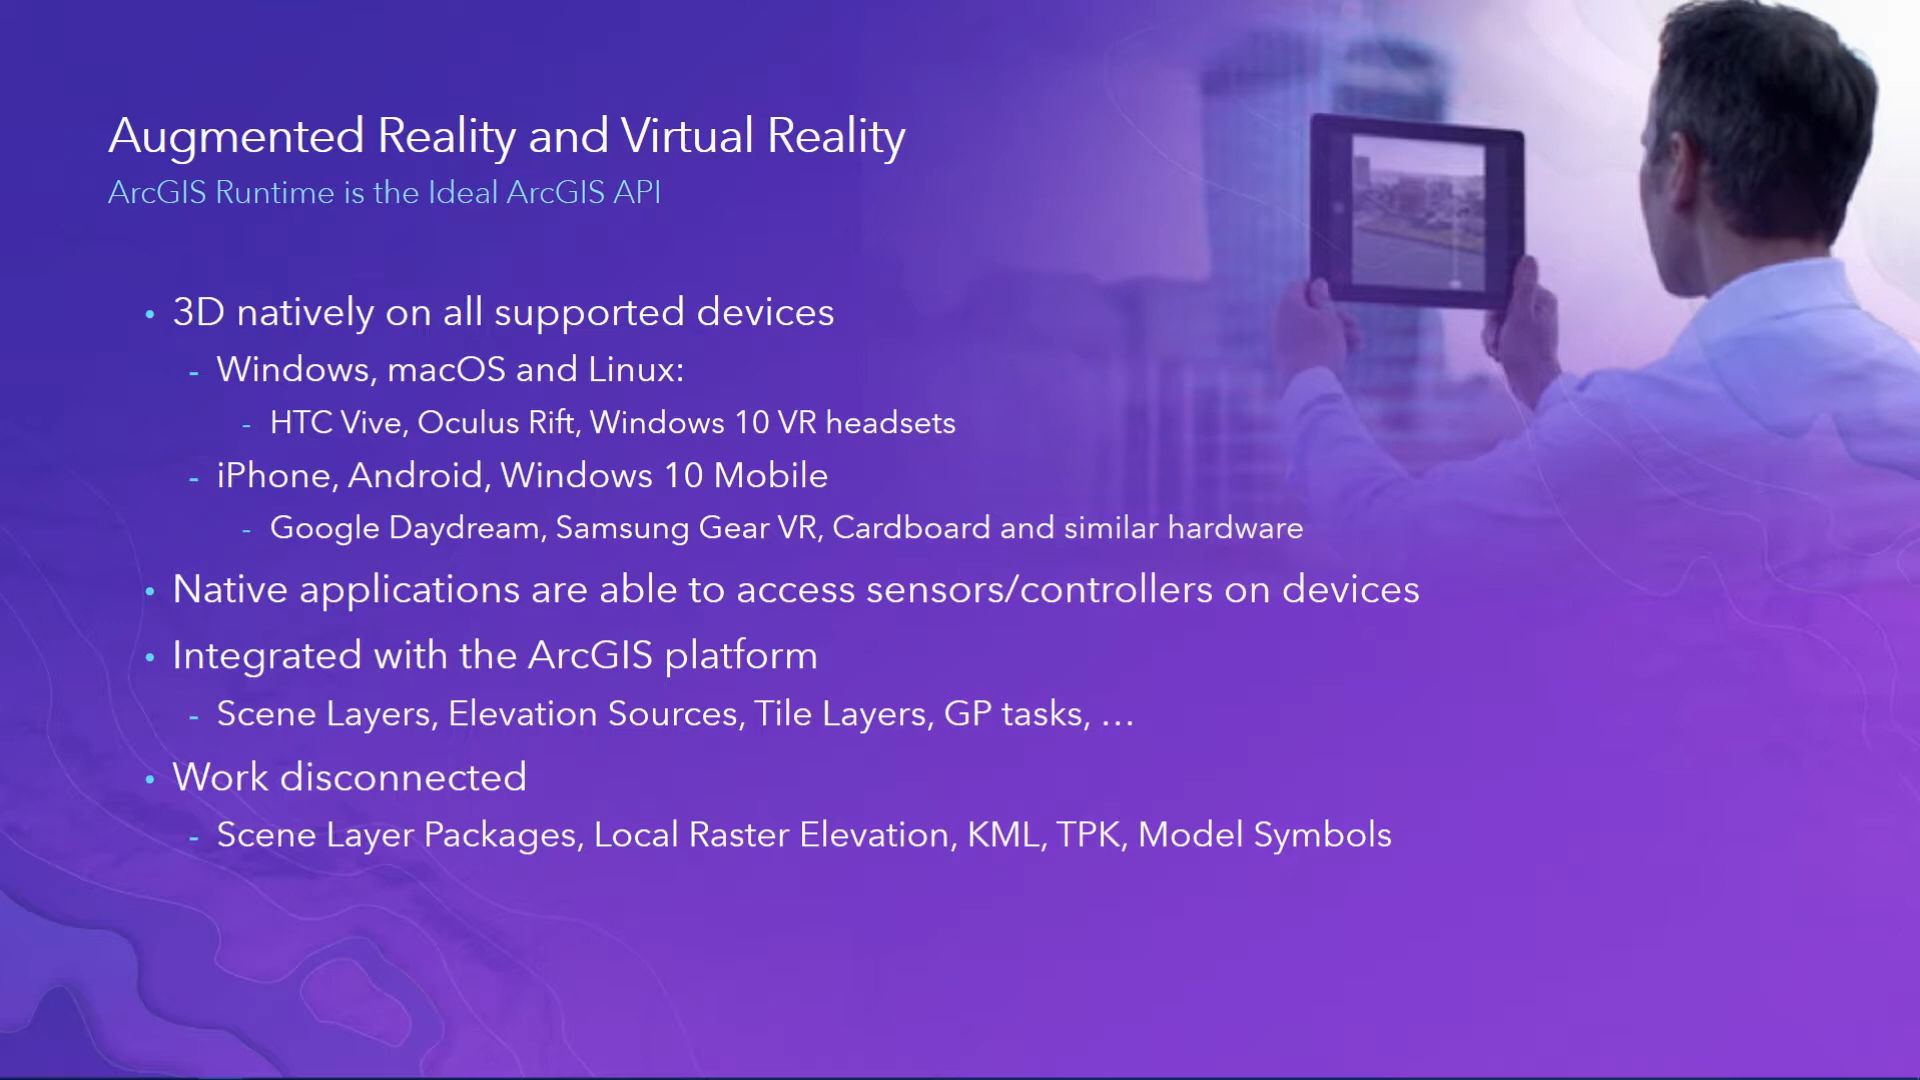 Augmented Reality and Virtual Reality
ArcGIS Runtime is the Ideal ArcGIS API
• 3D natively on all supported devices
- Windows, macOS and Linux:
- HTC Vive, Oculus Rift, Windows 10 VR headsets
- iPhone, Android, Windows 10 Mobile
- Google Daydream, Samsung Gear VR, Cardboard and similar hardware
• Native applications are able to access sensors/controllers on devices
• Integrated with the ArcGIS platform
- Scene Layers, Elevation Sources, Tile Layers, GP tasks, …
• Work disconnected
- Scene Layer Packages, Local Raster Elevation, KML, TPK, Model Symbols